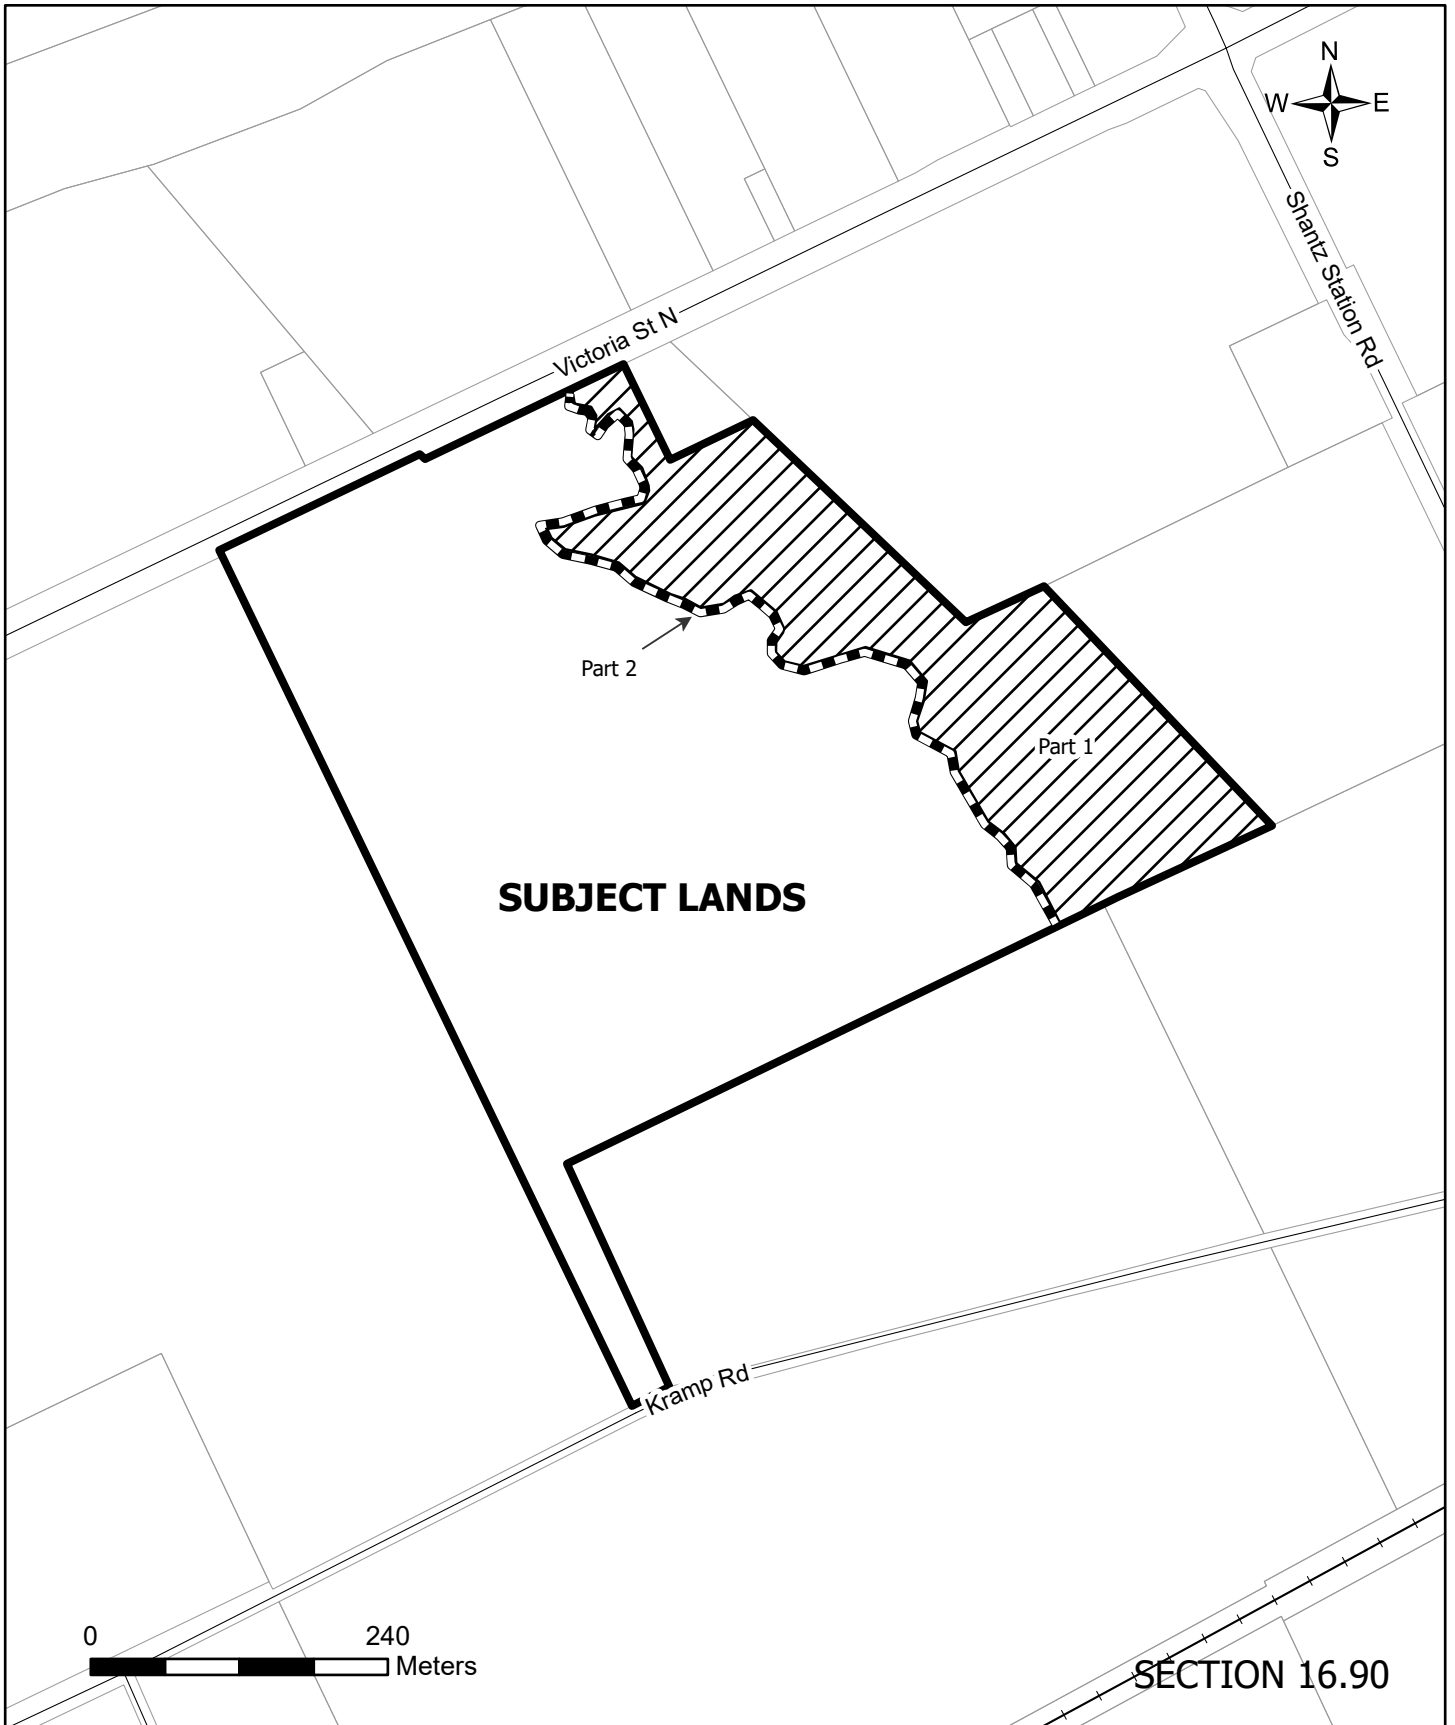 N
W E
S
Shantz Station Rd
Victoria St N
Part 2
Part 1
SUBJECT LANDS
Kramp Rd
0 240
Meters
SECTION 16.90